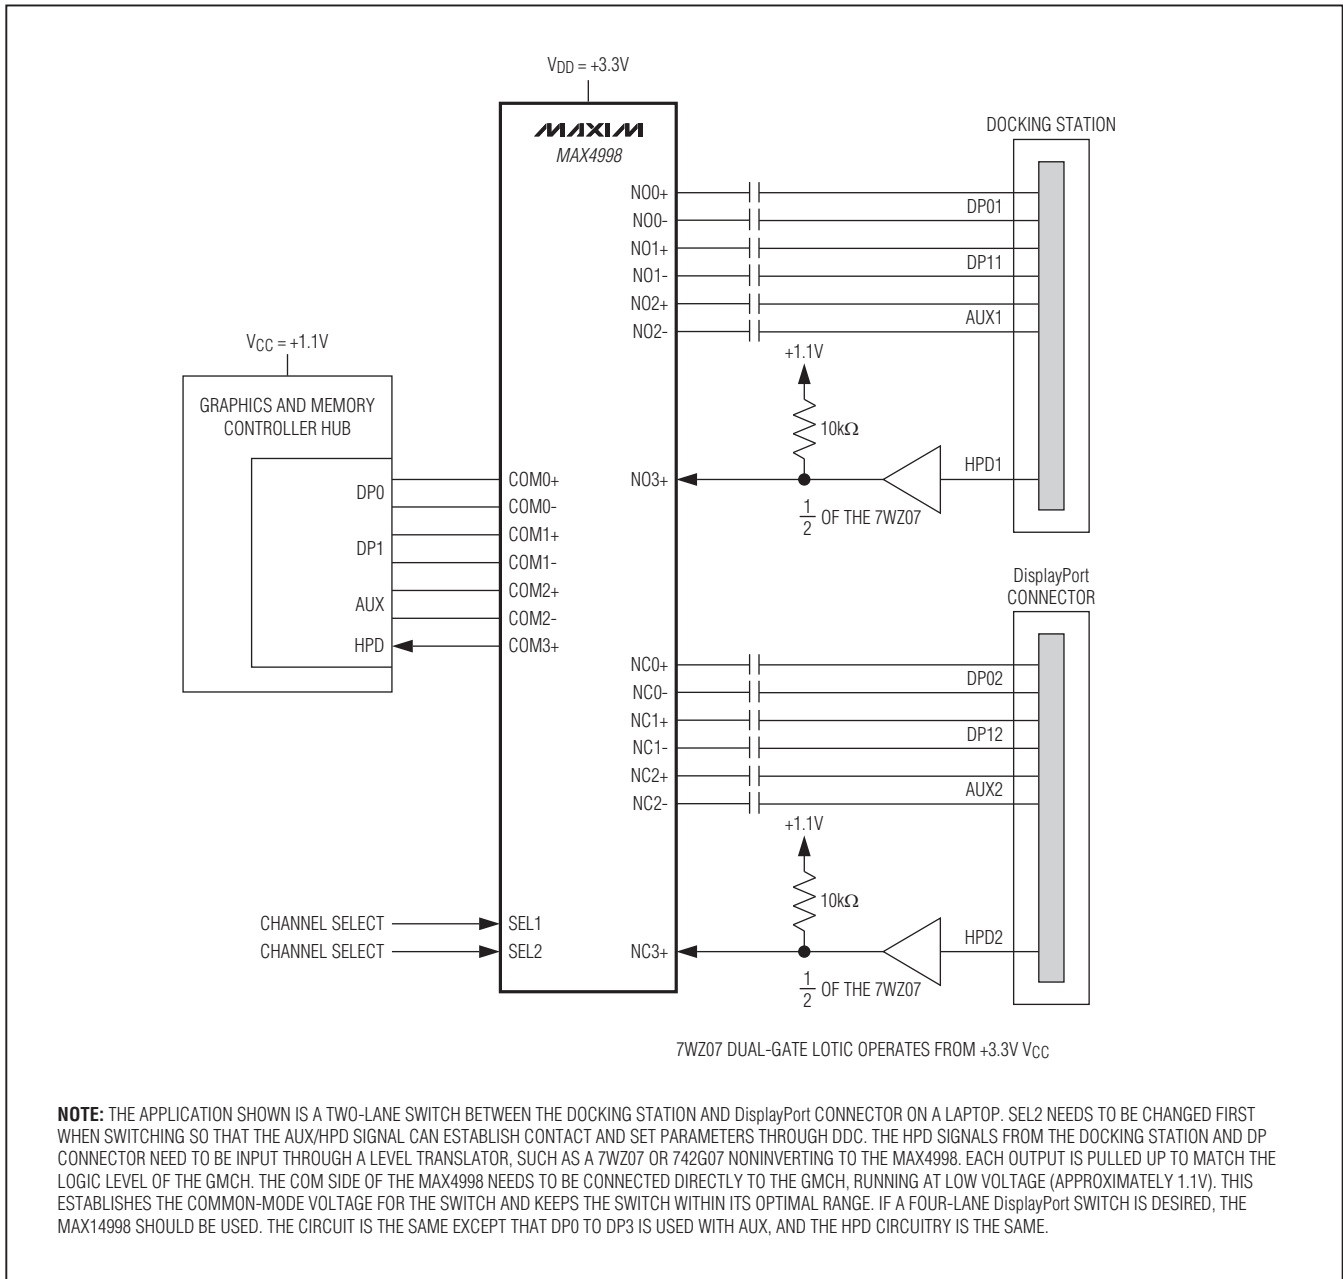 VDD = +3.3V
MAXIM
MAX4998
DOCKING STATION
NO0+
NO0-
NO1+
NO1-
NO2+
NO2-
DP01
DP11
AUX1
+1.1V
10kΩ
NO3+
HPD1
1/2 OF THE 7WZ07
VCC = +1.1V
GRAPHICS AND MEMORY
CONTROLLER HUB
DP0
DP1
AUX
HPD
COM0+
COM0-
COM1+
COM1-
COM2+
COM2-
COM3+
DisplayPort
CONNECTOR
NC0+
NC0-
NC1+
NC1-
NC2+
NC2-
DP02
DP12
AUX2
+1.1V
10kΩ
CHANNEL SELECT
CHANNEL SELECT
SEL1
SEL2
NC3+
HPD2
1/2 OF THE 7WZ07
7WZ07 DUAL-GATE LOTIC OPERATES FROM +3.3V VCC
NOTE: THE APPLICATION SHOWN IS A TWO-LANE SWITCH BETWEEN THE DOCKING STATION AND DisplayPort CONNECTOR ON A LAPTOP. SEL2 NEEDS TO BE CHANGED FIRST
WHEN SWITCHING SO THAT THE AUX/HPD SIGNAL CAN ESTABLISH CONTACT AND SET PARAMETERS THROUGH DDC. THE HPD SIGNALS FROM THE DOCKING STATION AND DP
CONNECTOR NEED TO BE INPUT THROUGH A LEVEL TRANSLATOR, SUCH AS A 7WZ07 OR 742G07 NONINVERTING TO THE MAX4998. EACH OUTPUT IS PULLED UP TO MATCH THE
LOGIC LEVEL OF THE GMCH. THE COM SIDE OF THE MAX4998 NEEDS TO BE CONNECTED DIRECTLY TO THE GMCH, RUNNING AT LOW VOLTAGE (APPROXIMATELY 1.1V). THIS
ESTABLISHES THE COMMON-MODE VOLTAGE FOR THE SWITCH AND KEEPS THE SWITCH WITHIN ITS OPTIMAL RANGE. IF A FOUR-LANE DisplayPort SWITCH IS DESIRED, THE
MAX14998 SHOULD BE USED. THE CIRCUIT IS THE SAME EXCEPT THAT DP0 TO DP3 IS USED WITH AUX, AND THE HPD CIRCUITRY IS THE SAME.